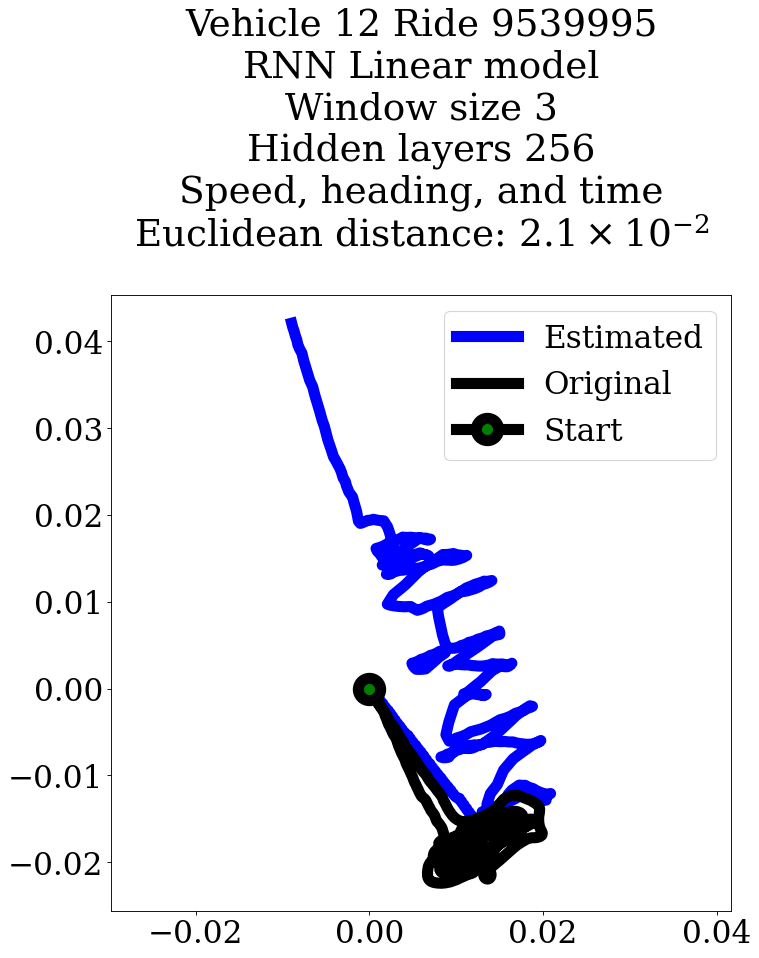 Vehicle 12 Ride 9539995
RNN Linear model
Window size 3
Hidden layers 256
Speed, heading, and time
Euclidean distance: 2.1 × 10⁻²
Estimated
Original
Start
0.04
0.03
0.02
0.01
0.00
−0.01
−0.02
−0.02 0.00 0.02 0.04